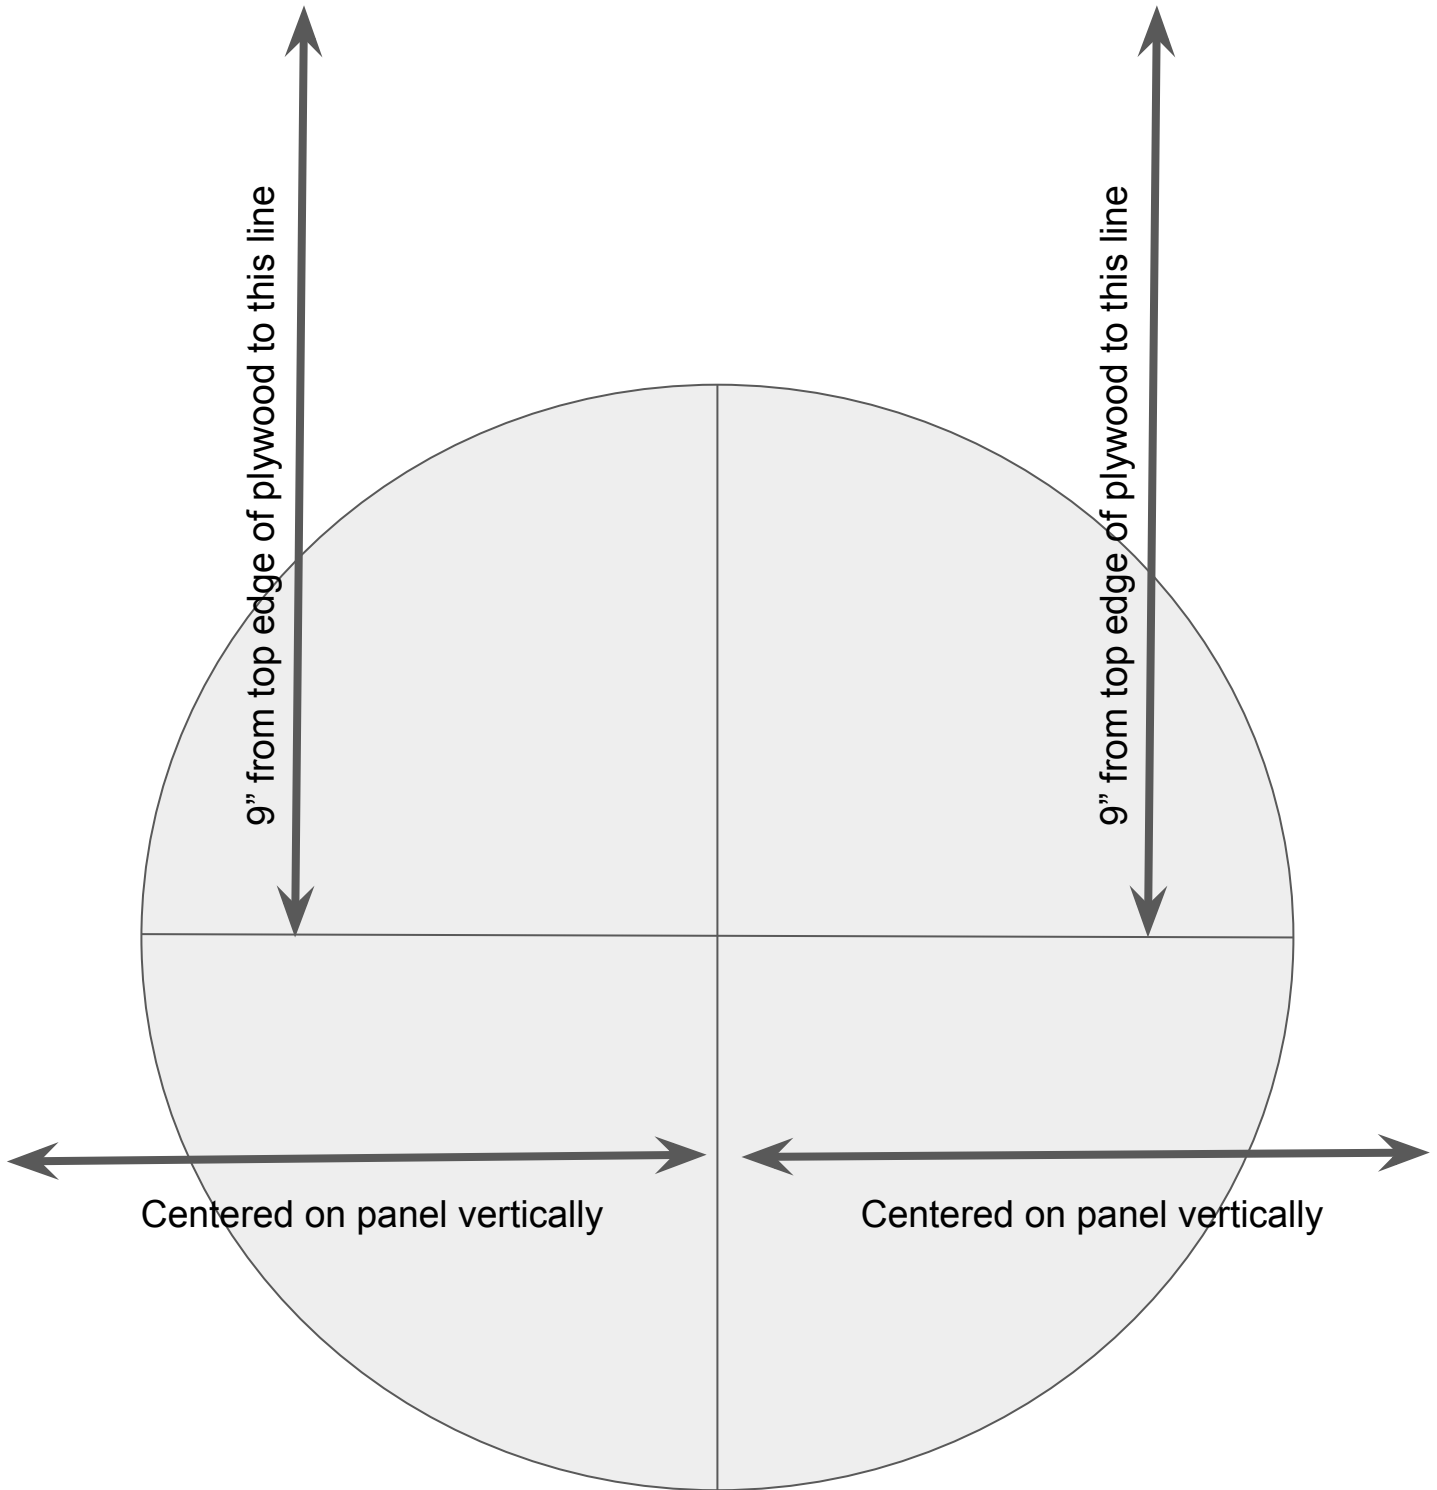 9” from top edge of plywood to this line
9” from top edge of plywood to this line
Centered on panel vertically
Centered on panel vertically